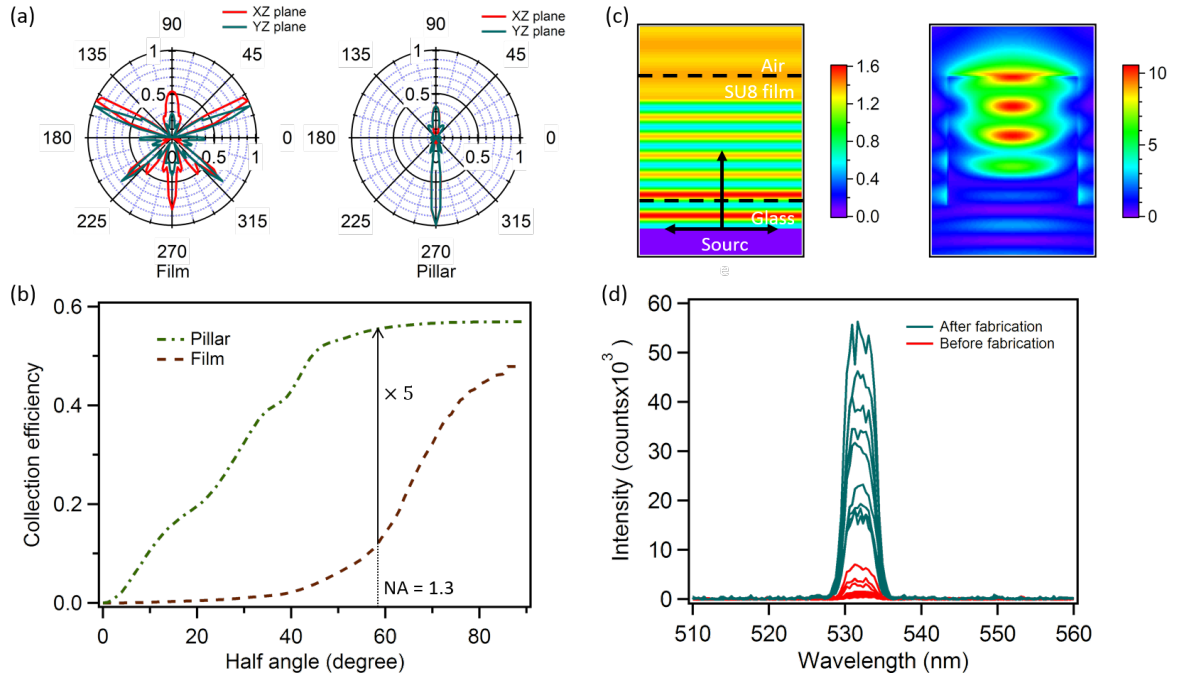 (a)
XZ plane
YZ plane
90
135
45
1
0.5
180
0
0
0.5
1
225
315
270
Film
XZ plane
YZ plane
90
135
45
1
0.5
180
0
0
0.5
1
225
315
270
Pillar
(c)
Air
SU8 film
Glass
Sourc
e
1.6
1.2
0.8
0.4
0.0
10
5
0
(b)
0.6
0.4
0.2
0.0
Collection efficiency
Pillar
Film
× 5
NA = 1.3
0
20
40
60
80
Half angle (degree)
(d)
60
50
40
30
20
10
0
Intensity (countsx10³)
After fabrication
Before fabrication
510
520
530
540
550
560
Wavelength (nm)